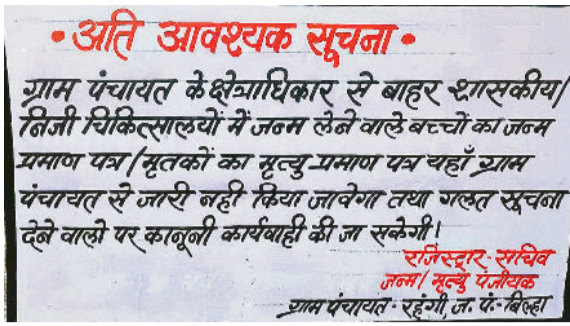 • अति आवश्यक सूचना •
ग्राम पंचायत के क्षेत्राधिकार से बाहर शासकीय/
निजी चिकित्सालयों में जन्म लेने वाले बच्चों का जन्म
प्रमाण पत्र/मृतकों का मृत्यु प्रमाण पत्र यहाँ ग्राम
पंचायत से जारी नही किया जावेगा तथा गलत सूचना
देने वालो पर कानूनी कार्यवाही की जा सकेगी।
रजिस्ट्रार सचिव
जन्म/मृत्यु पंजीयक
ग्राम पंचायत- रहंगी, ज. पं.- बिल्हा